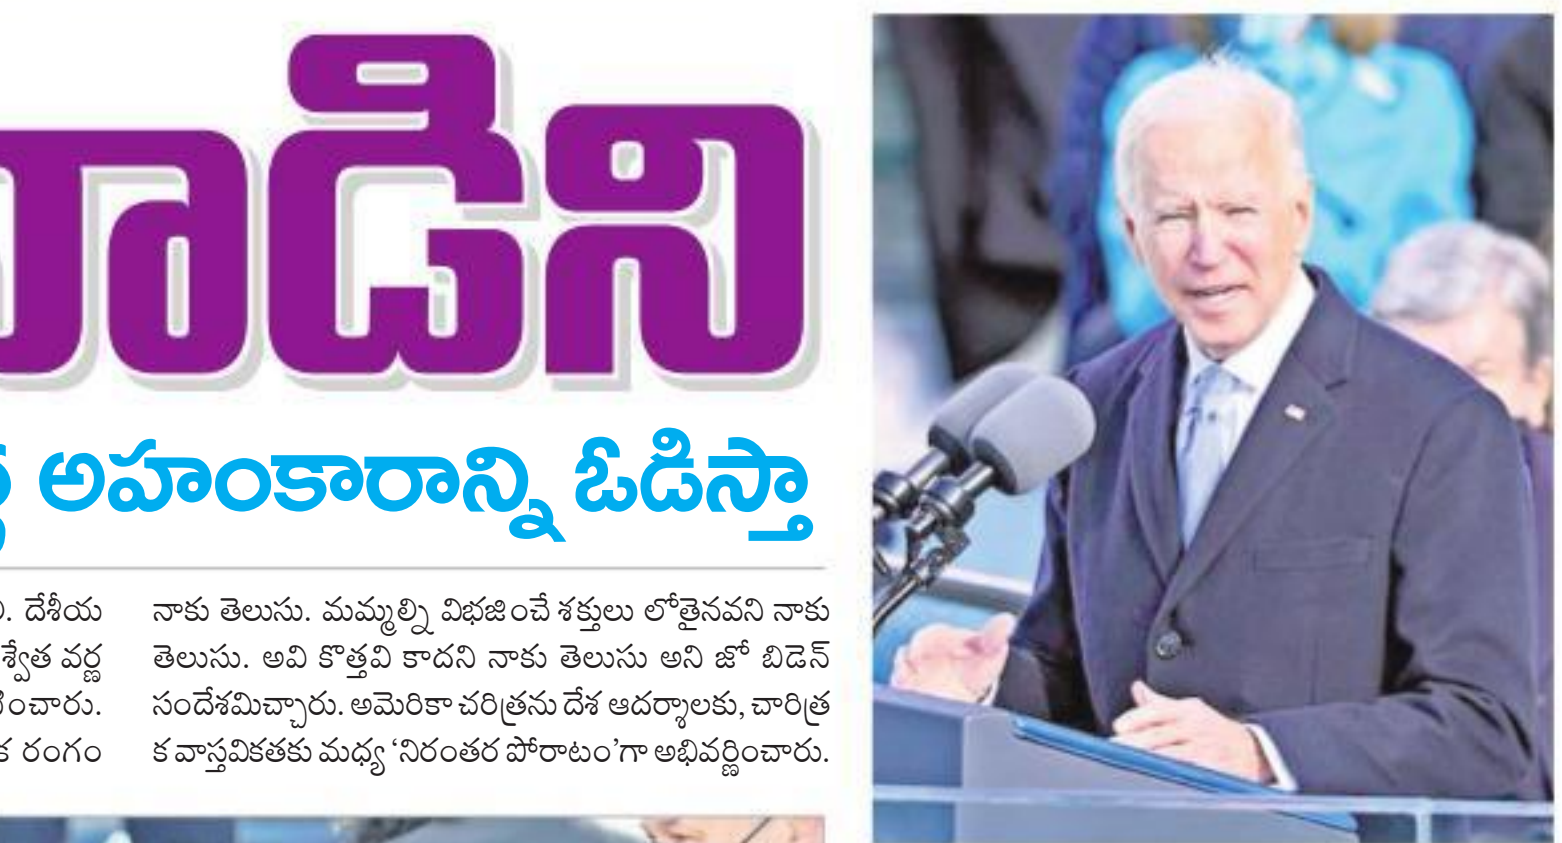 వాడిని
అహంకారాన్ని ఓడిస్తా
దేశీయ
శ్వేత వర్ణ
రంగం
నాకు తెలుసు. మమ్మల్ని విభజించే శక్తులు లోతైనవని నాకు
తెలుసు. అవి కొత్తవి కాదని నాకు తెలుసు అని జో బిడెన్
సందేశమిచ్చారు. అమెరికా చరిత్రను దేశ ఆదర్శాలకు, చారిత్ర
క వాస్తవికతకు మధ్య ‘నిరంతర పోరాటం’గా అభివర్ణించారు.